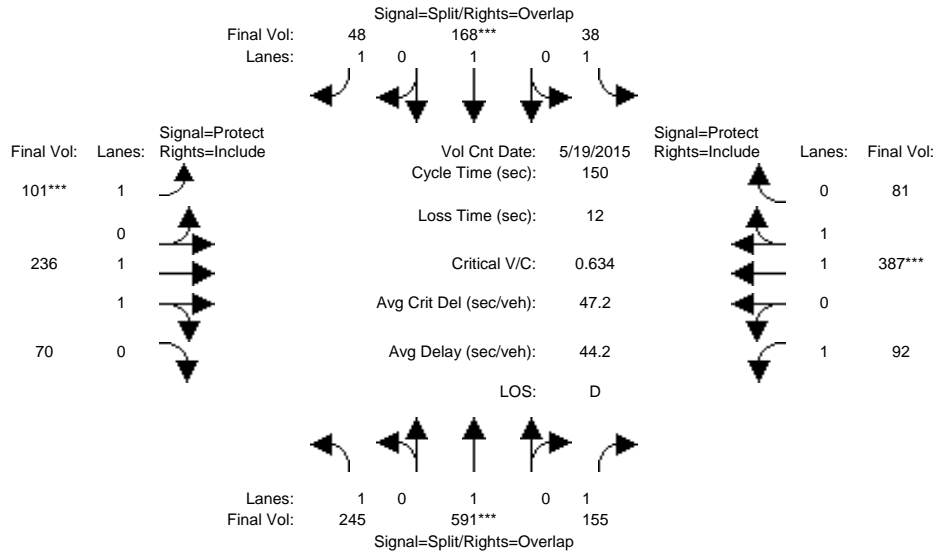 Signal=Split/Rights=Overlap
Final Vol: 48 168*** 38
Lanes: 1 0 1 0 1
Signal=Protect Signal=Protect
Final Vol: Lanes: Rights=Include Vol Cnt Date: 5/19/2015 Rights=Include Lanes: Final Vol:
Cycle Time (sec): 150
101*** 1 0 81
Loss Time (sec): 12
0 1
236 1 Critical V/C: 0.634 1 387***
1 Avg Crit Del (sec/veh): 47.2 0
70 0 Avg Delay (sec/veh): 44.2 1 92
LOS: D
Lanes: 1 0 1 0 1
Final Vol: 245 591*** 155
Signal=Split/Rights=Overlap